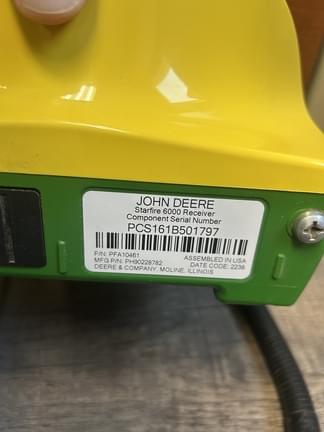 JOHN DEERE
Starfire 6000 Receiver
Component Serial Number
PCS161B501797
P/N: PFA10461
ASSEMBLED IN USA
MFG P/N: PH90228782
DATE CODE: 2238
DEERE & COMPANY, MOLINE, ILLINOIS